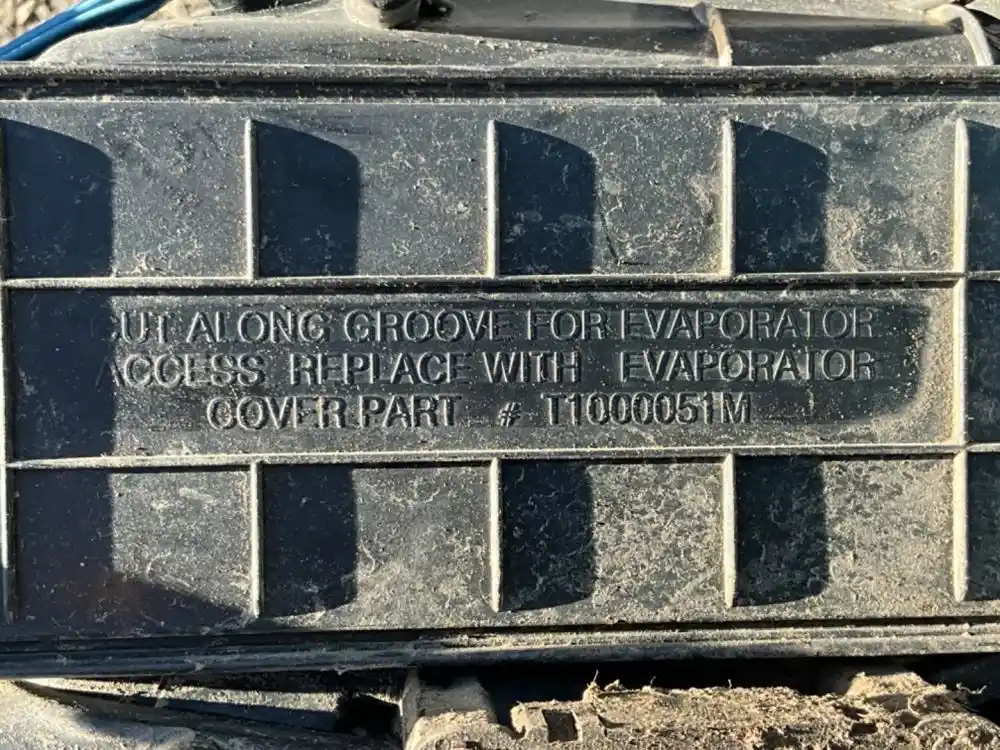 CUT ALONG GROOVE FOR EVAPORATOR
ACCESS REPLACE WITH EVAPORATOR
COVER PART # T1000051M